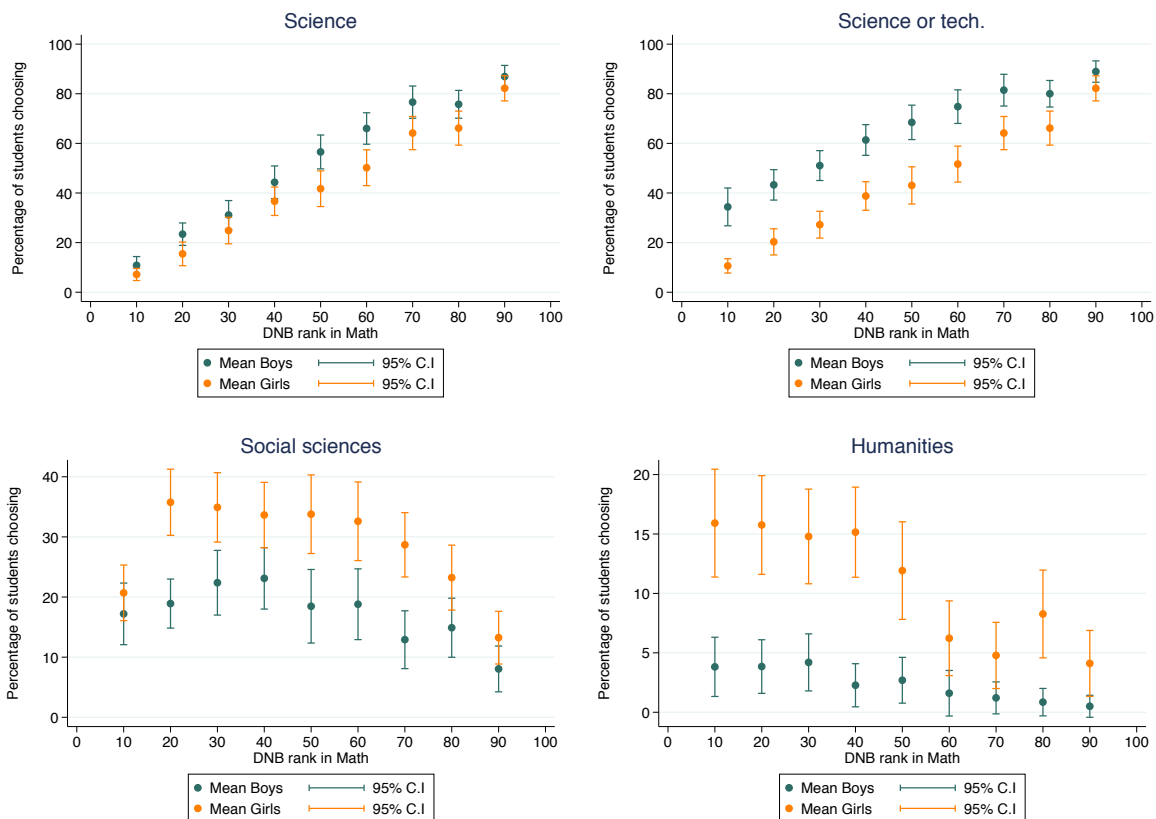 Science
Percentage of students choosing
100
80
60
40
20
0
0 10 20 30 40 50 60 70 80 90 100
DNB rank in Math
Mean Boys 95% C.I
Mean Girls 95% C.I
Science or tech.
Percentage of students choosing
100
80
60
40
20
0
0 10 20 30 40 50 60 70 80 90 100
DNB rank in Math
Mean Boys 95% C.I
Mean Girls 95% C.I
Social sciences
Percentage of students choosing
40
30
20
10
0
0 10 20 30 40 50 60 70 80 90 100
DNB rank in Math
Mean Boys 95% C.I
Mean Girls 95% C.I
Humanities
Percentage of students choosing
20
15
10
5
0
0 10 20 30 40 50 60 70 80 90 100
DNB rank in Math
Mean Boys 95% C.I
Mean Girls 95% C.I